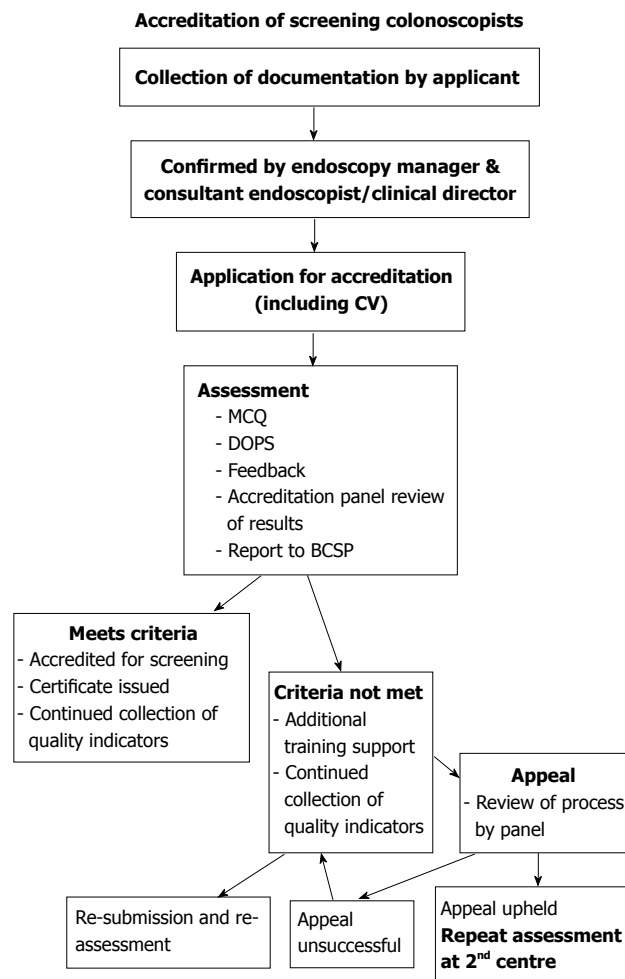 Accreditation of screening colonoscopists
Collection of documentation by applicant
Confirmed by endoscopy manager &
consultant endoscopist/clinical director
Application for accreditation
(including CV)
Assessment
- MCQ
- DOPS
- Feedback
- Accreditation panel review
of results
- Report to BCSP
Meets criteria
- Accredited for screening
- Certificate issued
- Continued collection of
quality indicators
Criteria not met
- Additional
training support
- Continued
collection of
quality indicators
Appeal
- Review of process
by panel
Re-submission and re-
assessment
Appeal
unsuccessful
Appeal upheld
Repeat assessment
at 2nd centre